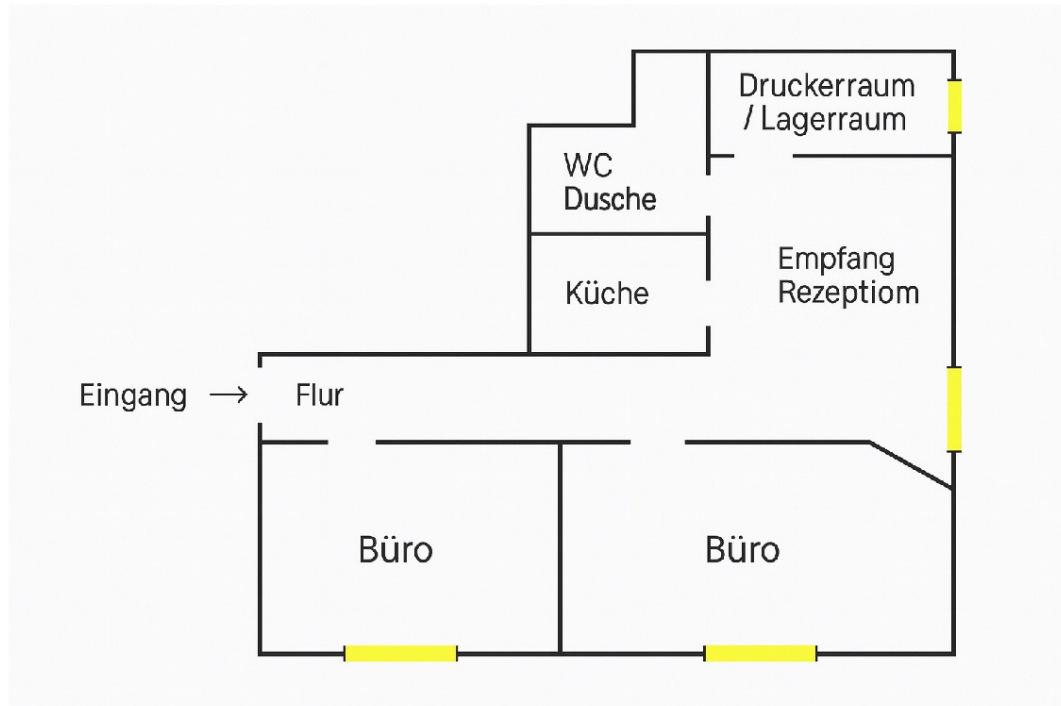 Druckerraum
/ Lagerraum
WC
Dusche
Empfang
Rezeptiom
Küche
Eingang → Flur
Büro
Büro